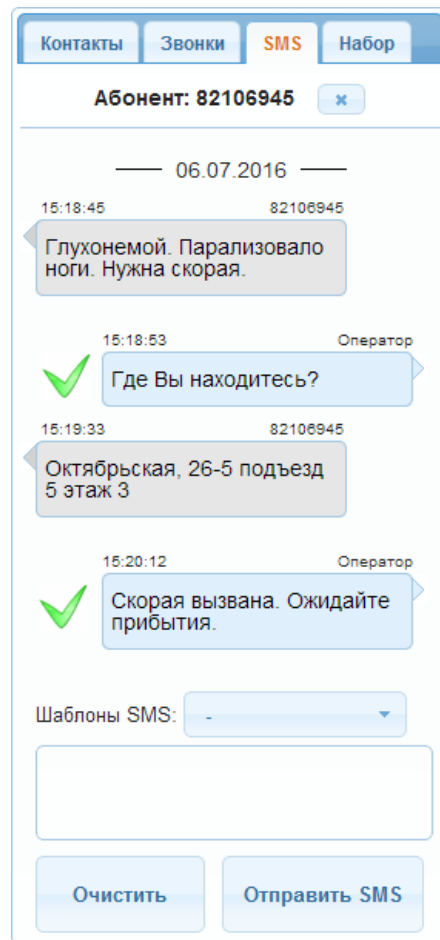 Контакты Звонки SMS Набор
Абонент: 82106945
06.07.2016
15:18:45 82106945
Глухонемой. Парализовало
ноги. Нужна скорая.
15:18:53 Оператор
Где Вы находитесь?
15:19:33 82106945
Октябрьская, 26-5 подъезд
5 этаж 3
15:20:12 Оператор
Скорая вызвана. Ожидайте
прибытия.
Шаблоны SMS: -
Очистить Отправить SMS